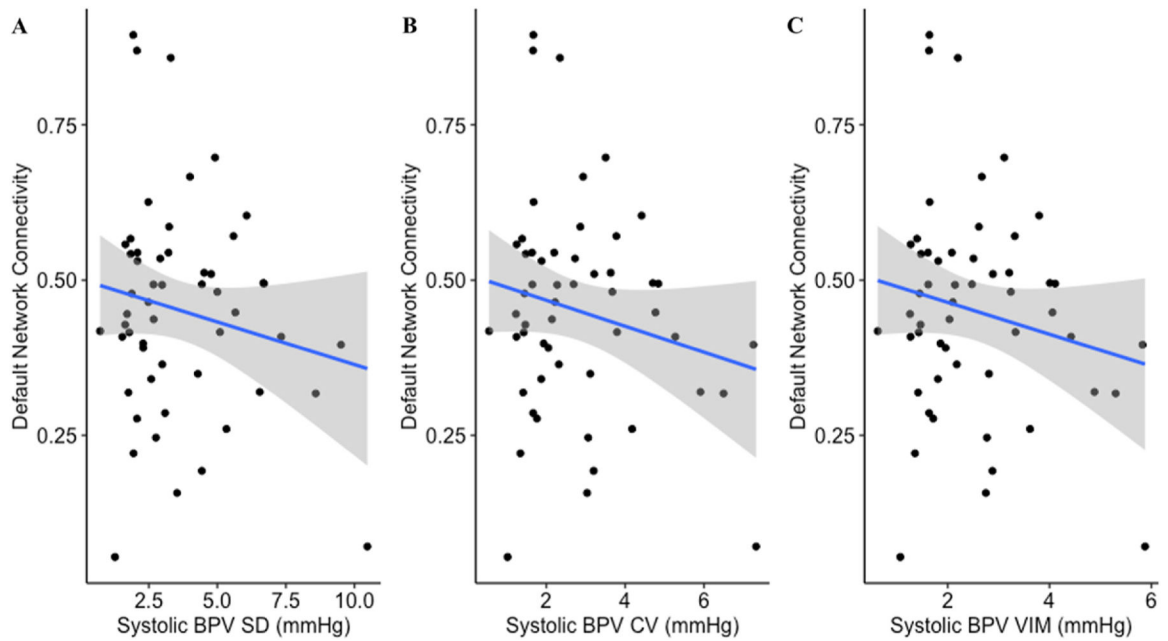 A
B
C
Default Network Connectivity
0.75
0.50
0.25
2.5 5.0 7.5 10.0
Systolic BPV SD (mmHg)
Default Network Connectivity
0.75
0.50
0.25
2 4 6
Systolic BPV CV (mmHg)
Default Network Connectivity
0.75
0.50
0.25
2 4 6
Systolic BPV VIM (mmHg)